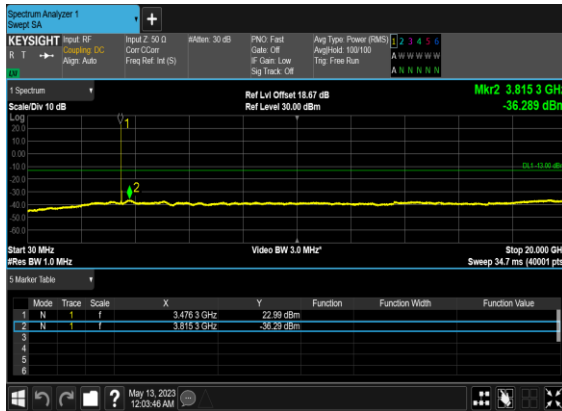 Spectrum Analyzer 1
Swept SA
+
KEYSIGHT
R T
LXI
Input: RF
Coupling: DC
Align: Auto
Input Z: 50 Ω
Corr CCorr
Freq Ref: Int (S)
#Atten: 30 dB
PNO: Fast
Gate: Off
IF Gain: Low
Sig Track: Off
Avg Type: Power (RMS)
Avg|Hold: 100/100
Trig: Free Run
1 2 3 4 5 6
A W W W W W
A N N N N N
1 Spectrum
Scale/Div 10 dB
Log
Ref Lvl Offset 18.67 dB
Ref Level 30.00 dBm
Mkr2 3.815 3 GHz
-36.289 dBm
20.0
10.0
0.00
-10.0
-20.0
-30.0
-40.0
-50.0
-60.0
1
2
DL1 -13.00 dBm
Start 30 MHz
#Res BW 1.0 MHz
Video BW 3.0 MHz*
Stop 20.000 GHz
Sweep 34.7 ms (40001 pts)
5 Marker Table
Mode Trace Scale X Y Function Function Width Function Value
1 N 1 f 3.476 3 GHz 22.99 dBm
2 N 1 f 3.815 3 GHz -36.29 dBm
3
4
5
6
?
May 13, 2023
12:03:46 AM